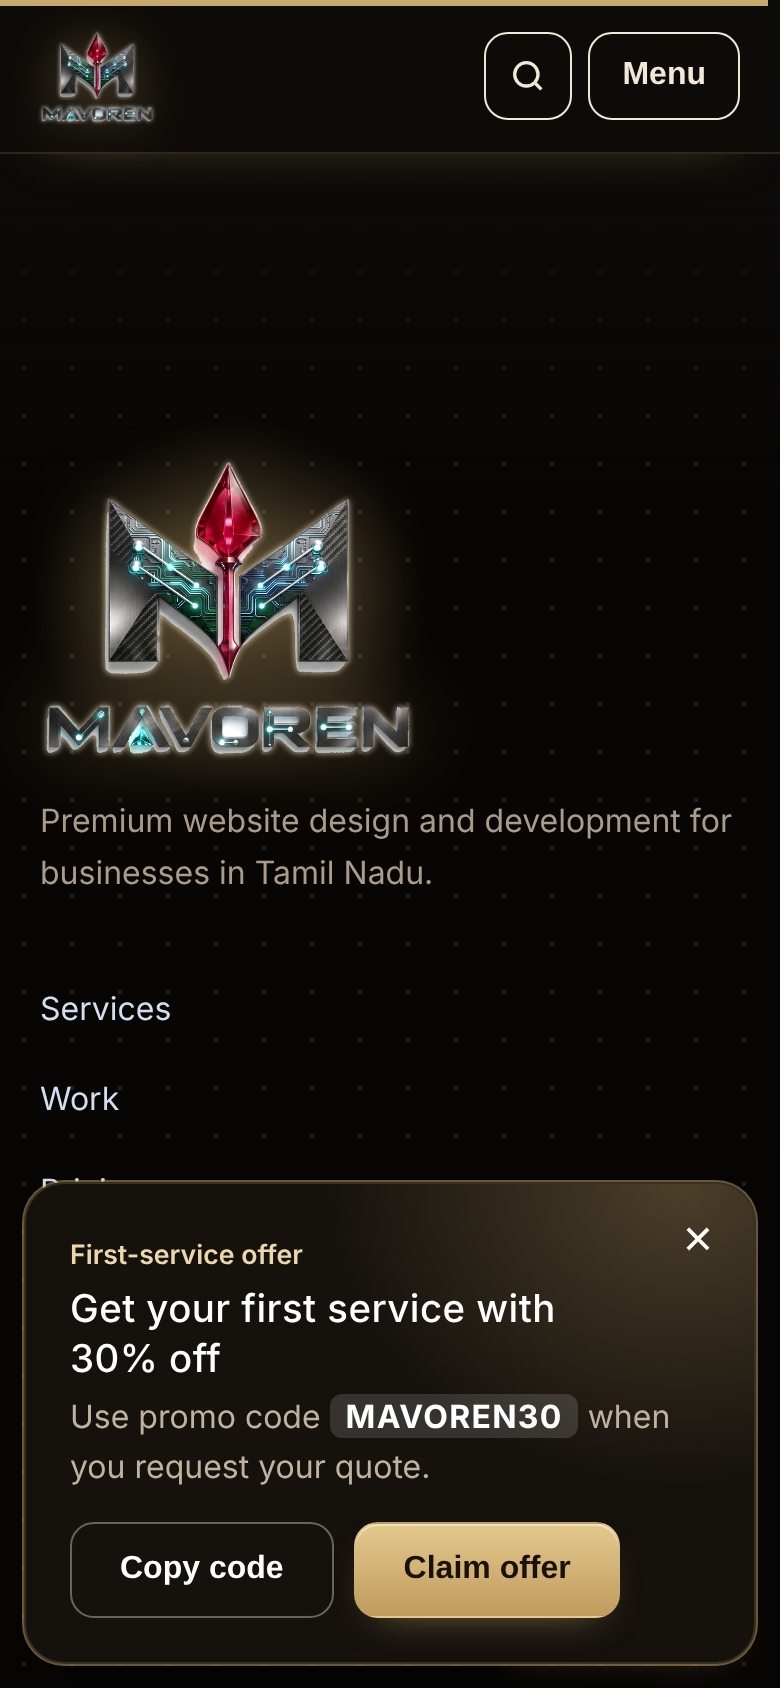 MAVOREN
Menu
MAVOREN
Premium website design and development for
businesses in Tamil Nadu.
Services
Work
First-service offer
Get your first service with
30% off
Use promo code MAVOREN30 when
you request your quote.
Copy code
Claim offer